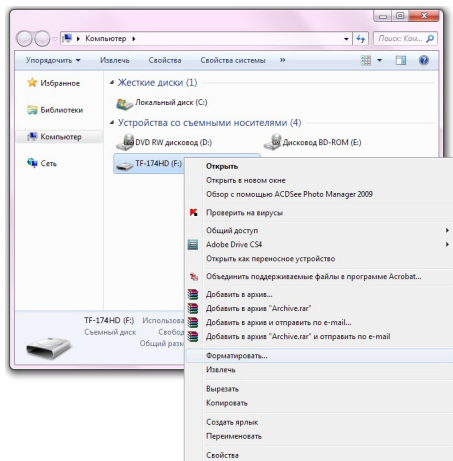 Компьютер
Поиск: Ком...
Упорядочить Извлечь Свойства Свойства системы »
Избранное
Библиотеки
Компьютер
Сеть
Жесткие диски (1)
Локальный диск (C:)
Устройства со съемными носителями (4)
DVD RW дисковод (D:) Дисковод BD-ROM (E:)
TF-174HD (F:)
Открыть
Открыть в новом окне
Обзор с помощью ACDSee Photo Manager 2009
Проверить на вирусы
Общий доступ
Adobe Drive CS4
Открыть как переносное устройство
Объединить поддерживаемые файлы в программе Acrobat...
Добавить в архив...
Добавить в архив "Archive.rar"
Добавить в архив и отправить по e-mail...
Добавить в архив "Archive.rar" и отправить по e-mail
Форматировать...
Извлечь
Вырезать
Копировать
Создать ярлык
Переименовать
Свойства
TF-174HD (F:) Использова
Съемный диск Свобод
Общий разм